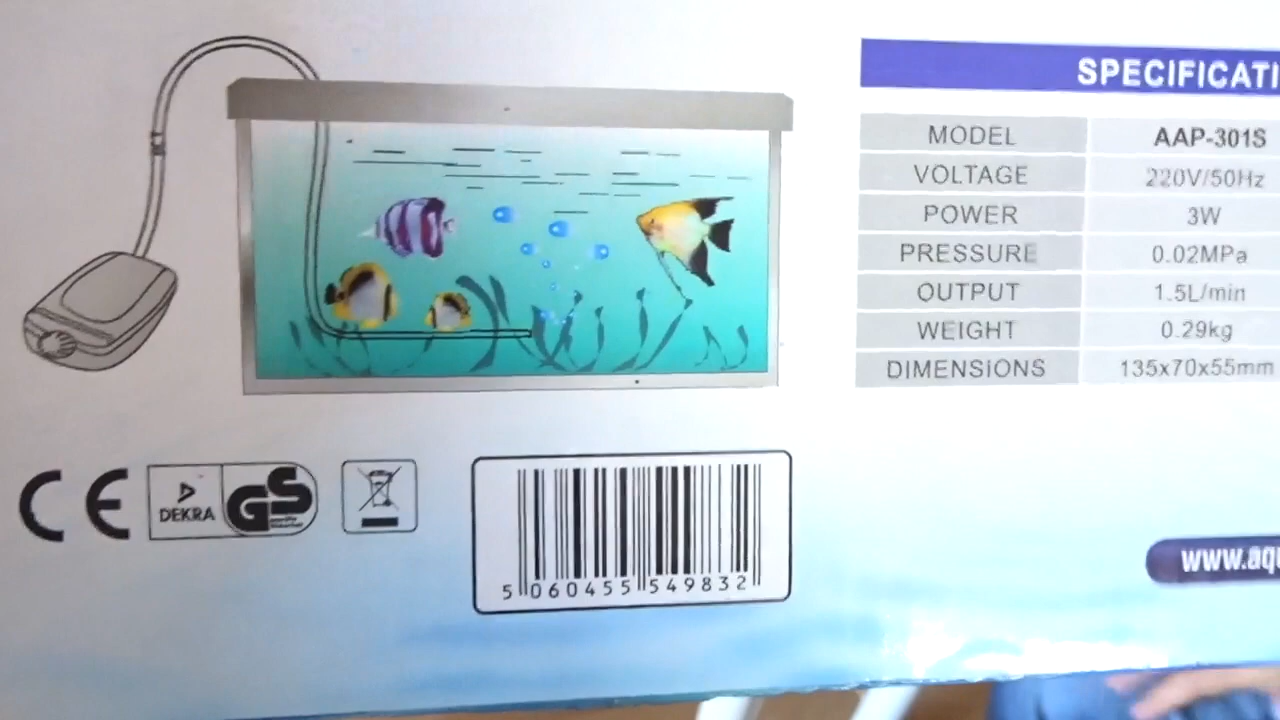 SPECIFICATI
MODEL AAP-301S
VOLTAGE 220V/50Hz
POWER 3W
PRESSURE 0.02MPa
OUTPUT 1.5L/min
WEIGHT 0.29kg
DIMENSIONS 135x70x55mm
CE
DEKRA
GS
5 060455 549832
www.aqu